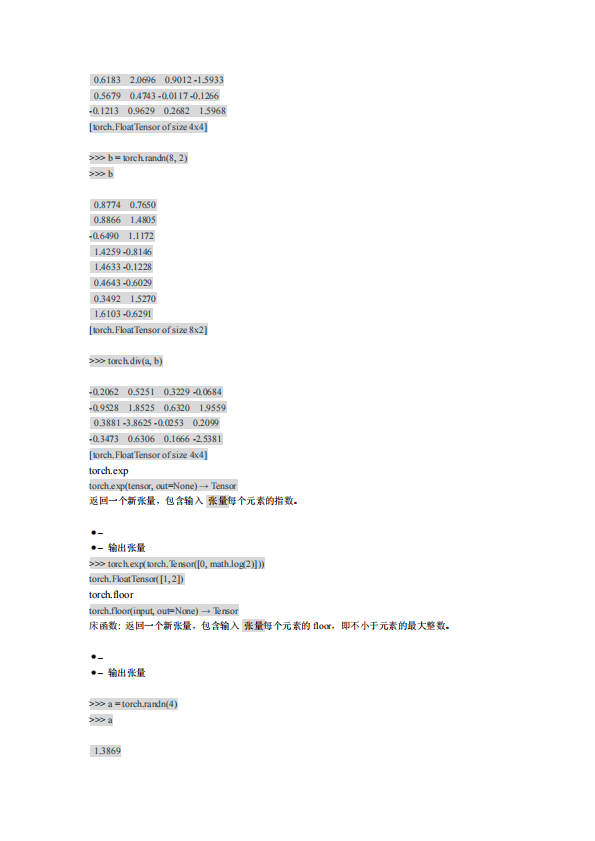 0.6183 2.0696 0.9012 -1.5933
0.5679 0.4743 -0.0117 -0.1266
-0.1213 0.9629 0.2682 1.5968
[torch.FloatTensor of size 4x4]
>>> b = torch.randn(8, 2)
>>> b
0.8774 0.7650
0.8866 1.4805
-0.6490 1.1172
1.4259 -0.8146
1.4633 -0.1228
0.4643 -0.6029
0.3492 1.5270
1.6103 -0.6291
[torch.FloatTensor of size 8x2]
>>> torch.div(a, b)
-0.2062 0.5251 0.3229 -0.0684
-0.9528 1.8525 0.6320 1.9559
0.3881 -3.8625 -0.0253 0.2099
-0.3473 0.6306 0.1666 -2.5381
[torch.FloatTensor of size 4x4]
torch.exp
torch.exp(tensor, out=None) → Tensor
返回一个新张量，包含输入 张量每个元素的指数。
●–
●– 输出张量
>>> torch.exp(torch.Tensor([0, math.log(2)]))
torch.FloatTensor([1, 2])
torch.floor
torch.floor(input, out=None) → Tensor
床函数: 返回一个新张量，包含输入 张量每个元素的 floor，即不小于元素的最大整数。
●–
●– 输出张量
>>> a = torch.randn(4)
>>> a
1.3869